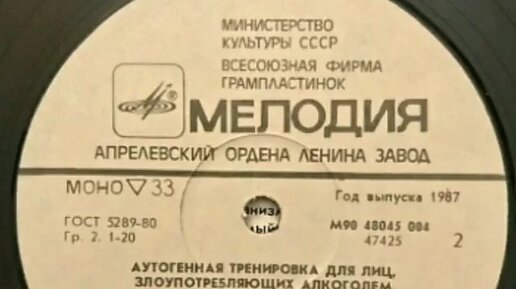 МИНИСТЕРСТВО
КУЛЬТУРЫ СССР
ВСЕСОЮЗНАЯ ФИРМА
ГРАМПЛАСТИНОК
МЕЛОДИЯ
АПРЕЛЕВСКИЙ ОРДЕНА ЛЕНИНА ЗАВОД
МОНО ▽ 33
Год выпуска 1987
ГОСТ 5289-80
М90 48045 004
Гр. 2. 1-20
47425
2
АУТОГЕННАЯ ТРЕНИРОВКА ДЛЯ ЛИЦ,
ЗЛОУПОТРЕБЛЯЮЩИХ АЛКОГОЛЕМ.